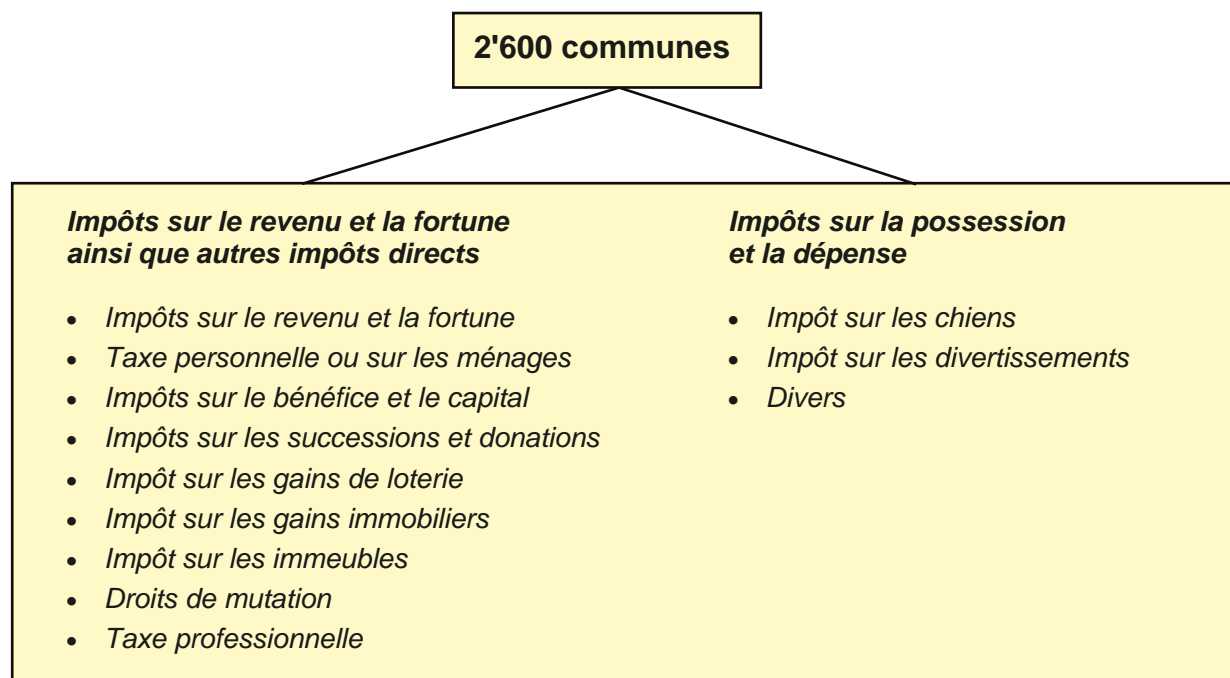 2'600 communes
Impôts sur le revenu et la fortune
ainsi que autres impôts directs
• Impôts sur le revenu et la fortune
• Taxe personnelle ou sur les ménages
• Impôts sur le bénéfice et le capital
• Impôts sur les successions et donations
• Impôt sur les gains de loterie
• Impôt sur les gains immobiliers
• Impôt sur les immeubles
• Droits de mutation
• Taxe professionnelle
Impôts sur la possession
et la dépense
• Impôt sur les chiens
• Impôt sur les divertissements
• Divers